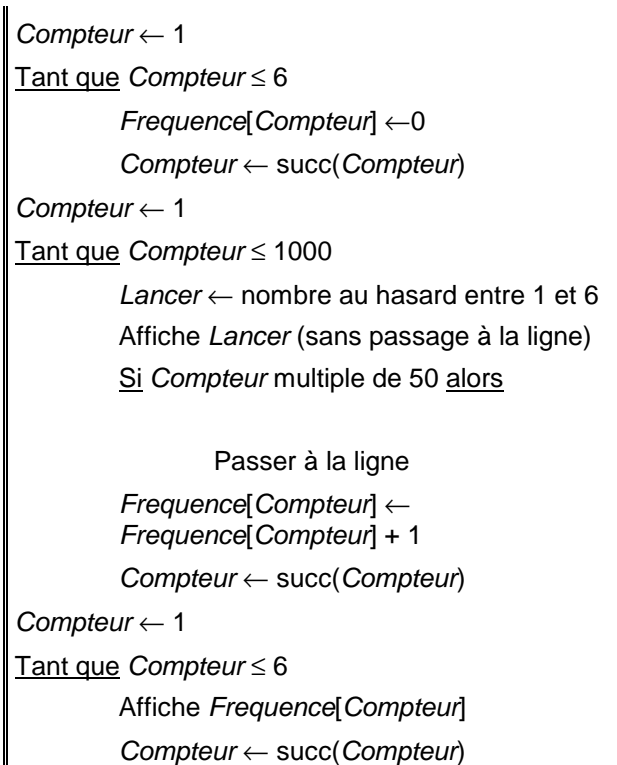 Compteur ← 1
Tant que Compteur ≤ 6
Frequence[Compteur] ←0
Compteur ← succ(Compteur)
Compteur ← 1
Tant que Compteur ≤ 1000
Lancer ← nombre au hasard entre 1 et 6
Affiche Lancer (sans passage à la ligne)
Si Compteur multiple de 50 alors
Passer à la ligne
Frequence[Compteur] ←
Frequence[Compteur] + 1
Compteur ← succ(Compteur)
Compteur ← 1
Tant que Compteur ≤ 6
Affiche Frequence[Compteur]
Compteur ← succ(Compteur)